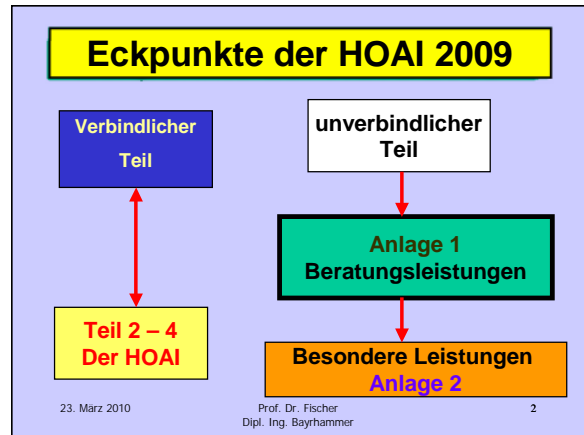 Eckpunkte der HOAI 2009
Verbindlicher
Teil
unverbindlicher
Teil
Anlage 1
Beratungsleistungen
Teil 2 – 4
Der HOAI
Besondere Leistungen
Anlage 2
23. März 2010
Prof. Dr. Fischer
Dipl. Ing. Bayrhammer
2